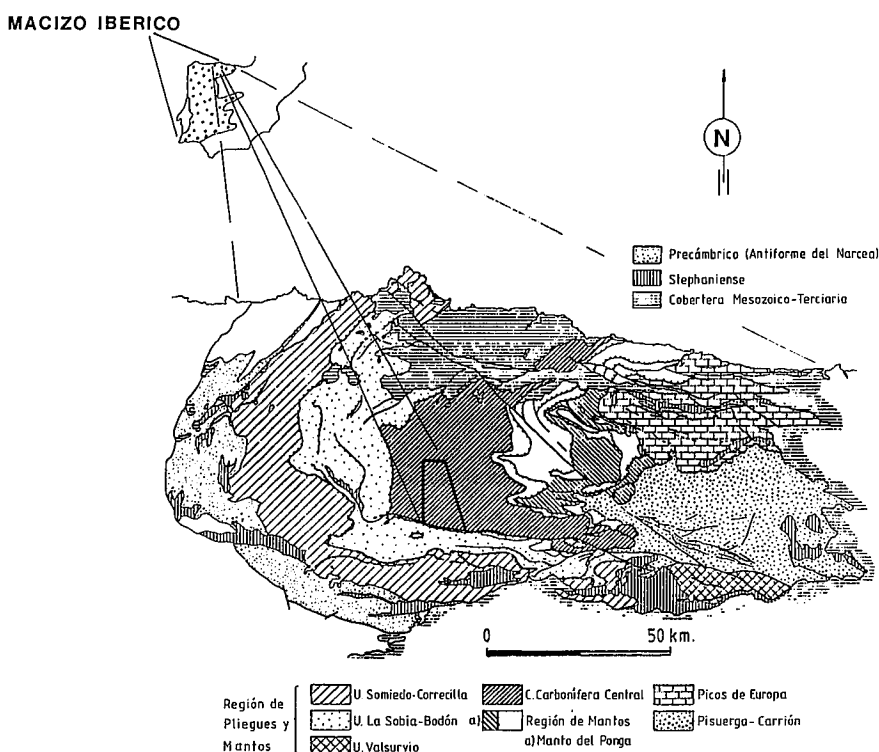 MACIZO IBERICO
N
Precámbrico (Antiforme del Narcea)
Stephaniense
Cobertera Mesozoico-Terciaria
0 50 km.
Región de
Pliegues y
Mantos
U. Somiedo-Correcilla
U. La Sobia-Bodón
U. Valsurvio
C. Carbonífera Central
a) Región de Mantos
a) Manto del Ponga
Picos de Europa
Pisuerga-Carrión